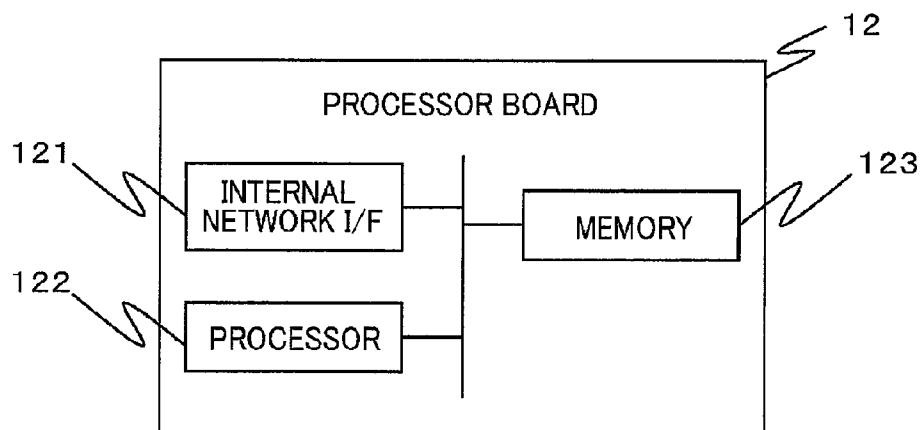 12
PROCESSOR BOARD
121
INTERNAL
NETWORK I/F
123
MEMORY
122
PROCESSOR